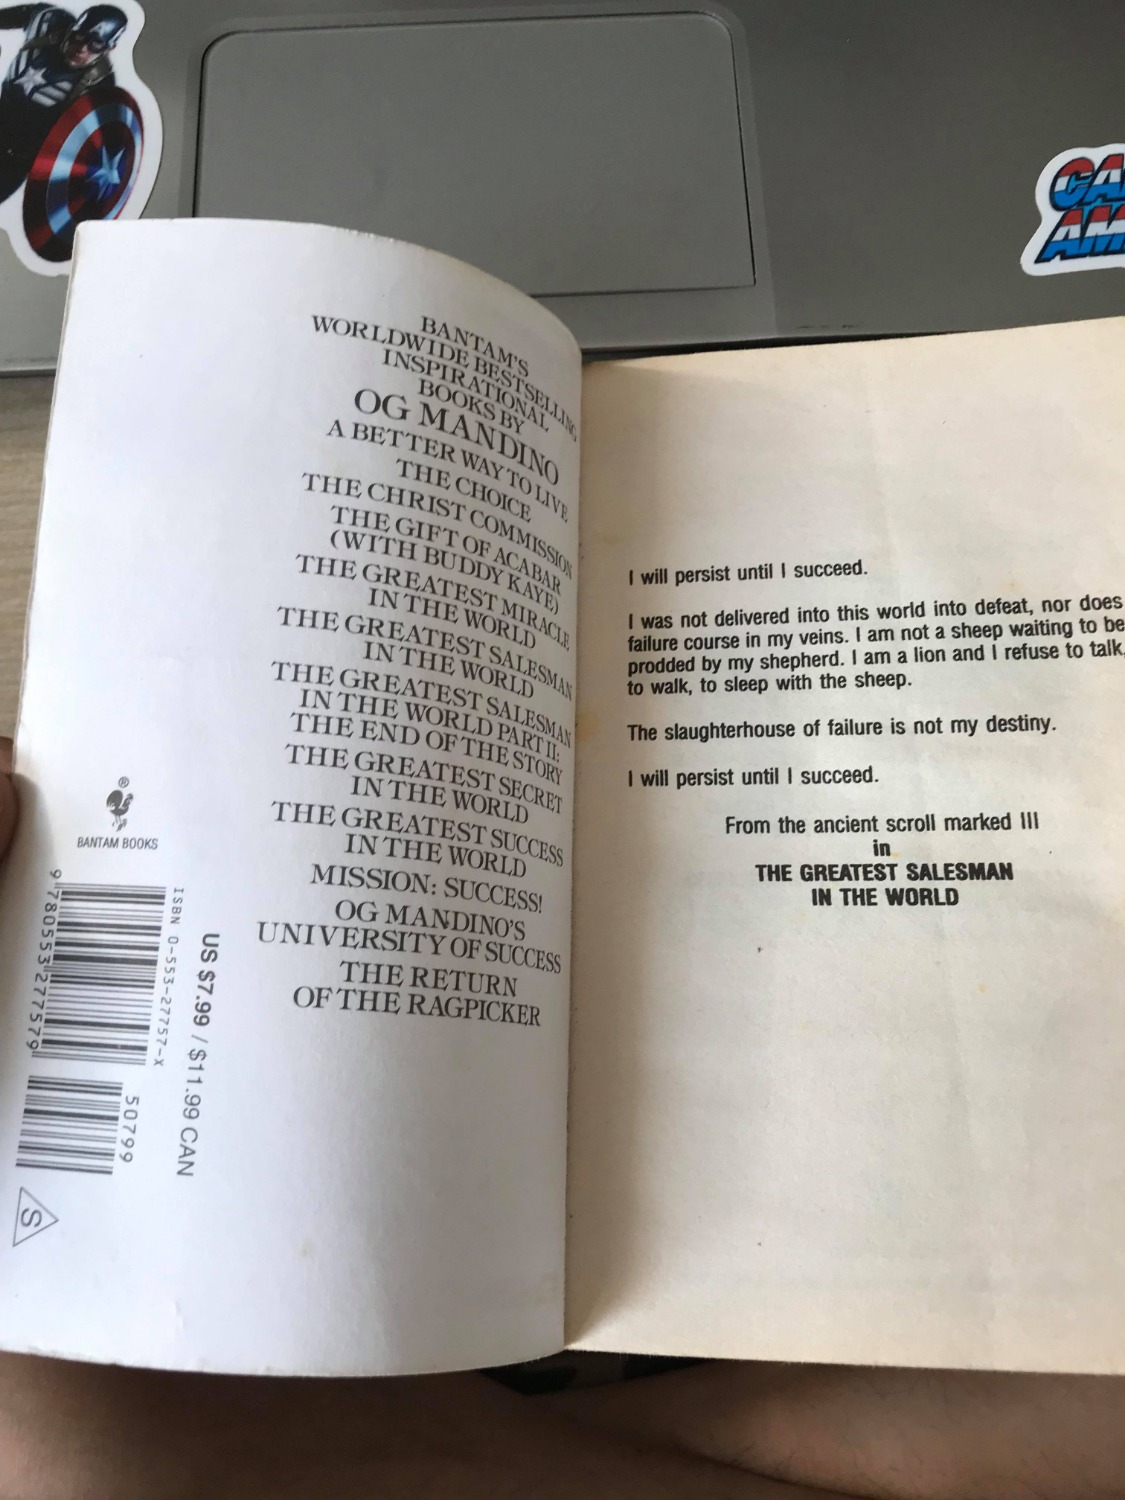 CA
AM
BANTAM'S
WORLDWIDE BESTSELLING
INSPIRATIONAL
BOOKS BY
OG MANDINO
A BETTER WAY TO LIVE
THE CHOICE
THE CHRIST COMMISSION
THE GIFT OF ACABAR
(WITH BUDDY KAYE)
THE GREATEST MIRACLE
IN THE WORLD
THE GREATEST SALESMAN
IN THE WORLD
THE GREATEST SALESMAN
IN THE WORLD PART II:
THE END OF THE STORY
THE GREATEST SECRET
IN THE WORLD
THE GREATEST SUCCESS
IN THE WORLD
MISSION: SUCCESS!
OG MANDINO'S
UNIVERSITY OF SUCCESS
THE RETURN
OF THE RAGPICKER
®
BANTAM BOOKS
9 780553 277579
ISBN 0-553-27757-X
US $7.99 / $11.99 CAN
50799
S
I will persist until I succeed.
I was not delivered into this world into defeat, nor does
failure course in my veins. I am not a sheep waiting to be
prodded by my shepherd. I am a lion and I refuse to talk,
to walk, to sleep with the sheep.
The slaughterhouse of failure is not my destiny.
I will persist until I succeed.
From the ancient scroll marked III
in
THE GREATEST SALESMAN
IN THE WORLD